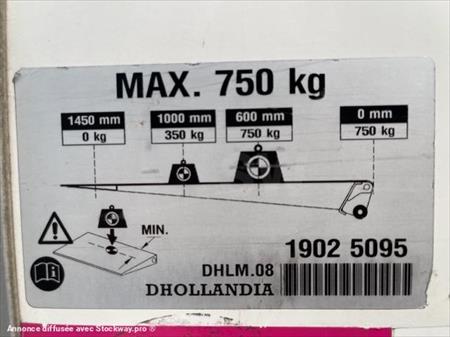 MAX. 750 kg
1450 mm 1000 mm 600 mm 0 mm
0 kg 350 kg 750 kg 750 kg
MIN.
1902 5095
DHLM.08
DHOLLANDIA
Annonce diffusée avec Stockway.pro ®